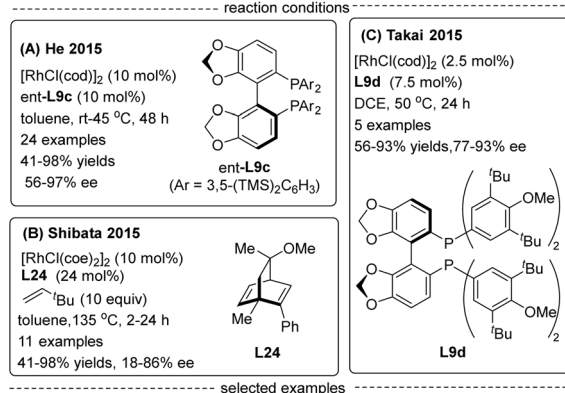 reaction conditions
(A) He 2015
[RhCl(cod)]2 (10 mol%)
ent-L9c (10 mol%)
toluene, rt-45 °C, 48 h
24 examples
41-98% yields
56-97% ee
O
O
O
O
PAr2
PAr2
ent-L9c
(Ar = 3,5-(TMS)2C6H3)
(B) Shibata 2015
[RhCl(coe)2]2 (10 mol%)
L24 (24 mol%)
tBu (10 equiv)
toluene,135 °C, 2-24 h
11 examples
41-98% yields, 18-86% ee
Me
OMe
Me
Ph
L24
(C) Takai 2015
[RhCl(cod)]2 (2.5 mol%)
L9d (7.5 mol%)
DCE, 50 °C, 24 h
5 examples
56-93% yields,77-93% ee
tBu
OMe
tBu
2
P
O
O
O
O
P
tBu
OMe
tBu
2
L9d
selected examples